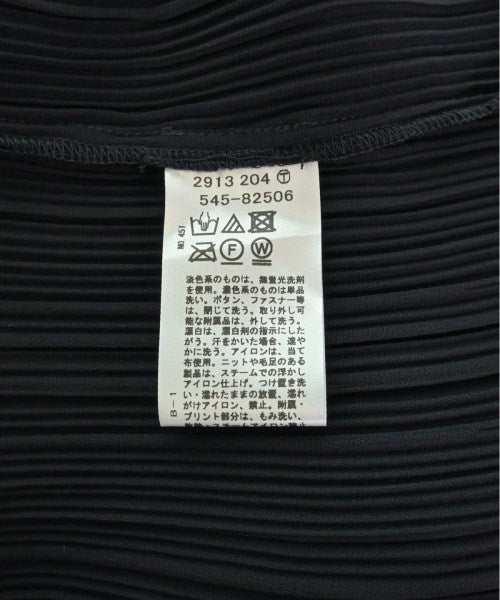 2913 204 Ⓣ
545-82506
NO.451
F W
淡色系のものは、無蛍光洗剤
を使用。濃色系のものは単品
洗い。ボタン、ファスナー等
は、閉じて洗う。取り外し可
能な附属品は、外して洗う。
漂白は、漂白剤の指示にした
がう。汗をかいた場合、速や
かに洗う。アイロンは、当て
布使用。ニットや毛足のある
製品は、スチームでの浮かし
アイロン仕上げ。つけ置き洗
い・濡れたままの放置、濡れ
がけアイロン、禁止。附属・
プリント部分は、もみ洗い、
B-1